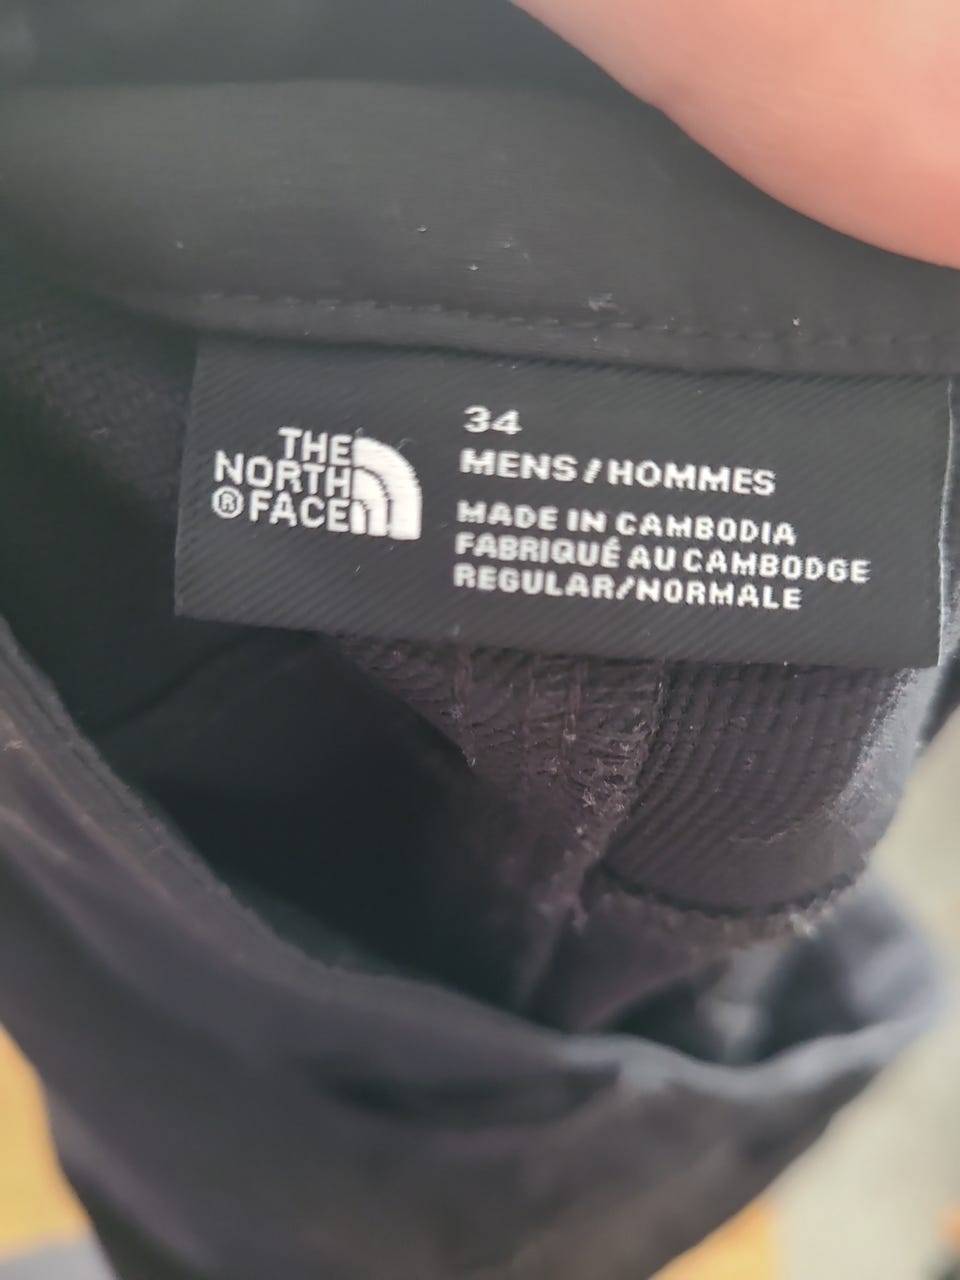 THE
NORTH
® FACE
34
MENS/HOMMES
MADE IN CAMBODIA
FABRIQUÉ AU CAMBODGE
REGULAR/NORMALE